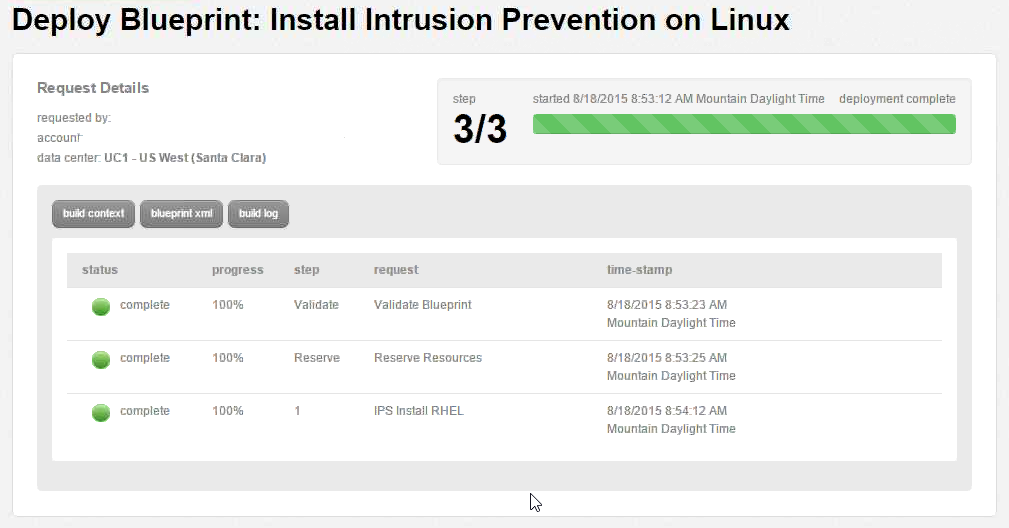 Deploy Blueprint: Install Intrusion Prevention on Linux
Request Details
requested by:
account:
data center: UC1 - US West (Santa Clara)
step
3/3
started 8/18/2015 8:53:12 AM Mountain Daylight Time deployment complete
build context blueprint xml build log
status progress step request time-stamp
complete 100% Validate Validate Blueprint 8/18/2015 8:53:23 AM
Mountain Daylight Time
complete 100% Reserve Reserve Resources 8/18/2015 8:53:25 AM
Mountain Daylight Time
complete 100% 1 IPS Install RHEL 8/18/2015 8:54:12 AM
Mountain Daylight Time